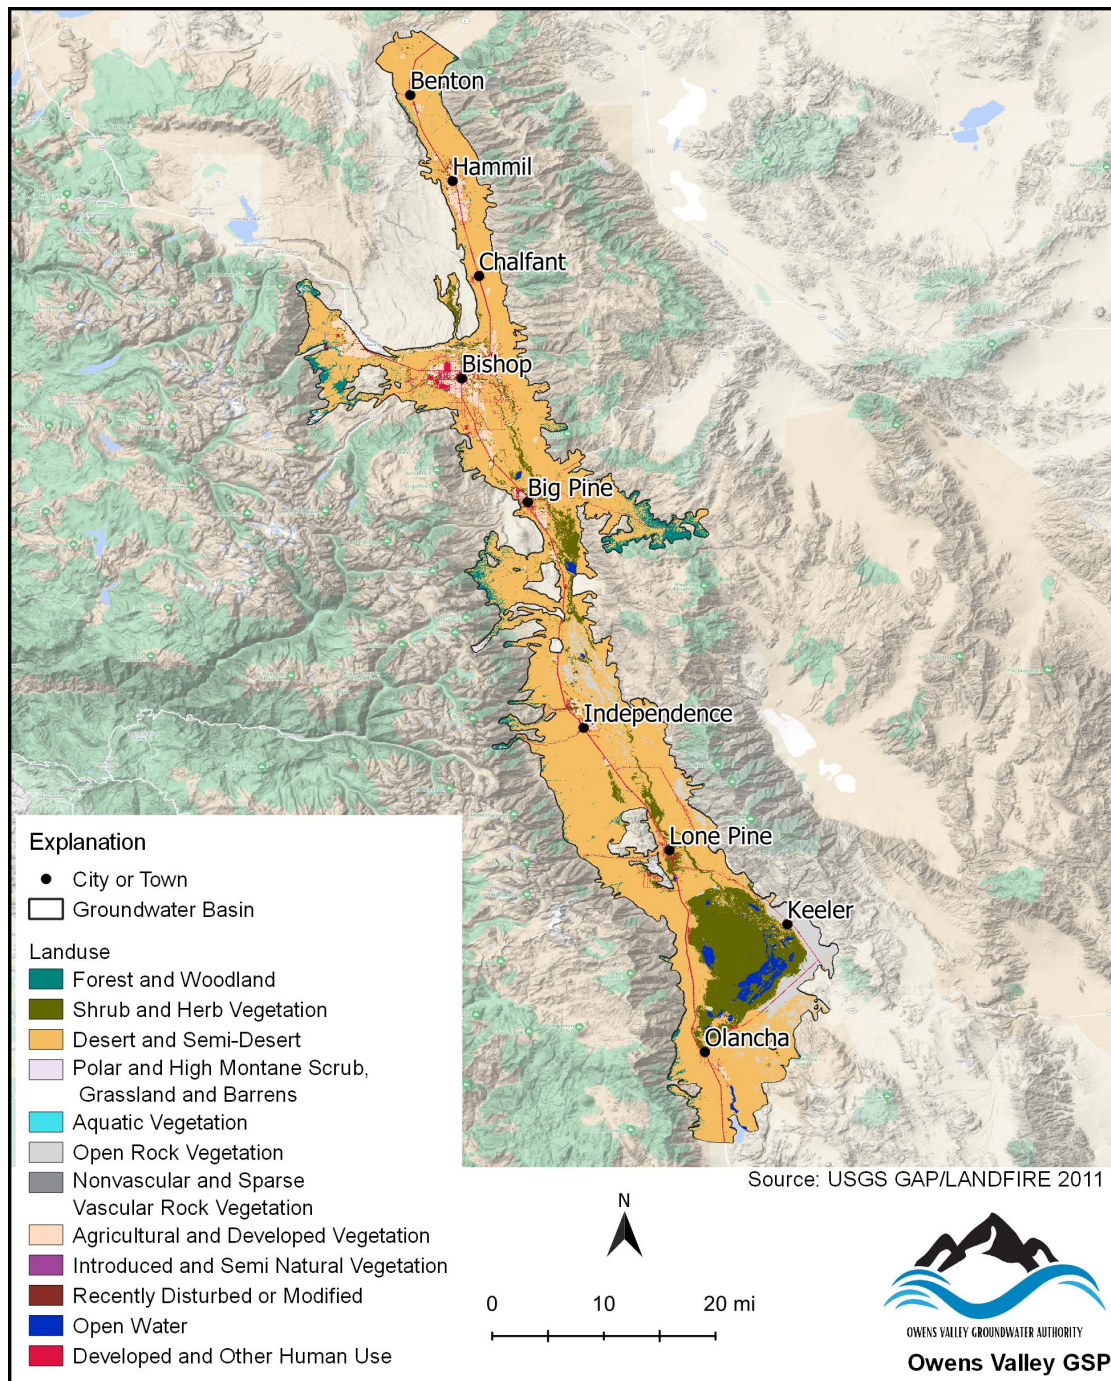 Benton
Hammil
Chalfant
Bishop
Big Pine
Independence
Lone Pine
Keeler
Olancha
Explanation
City or Town
Groundwater Basin
Landuse
Forest and Woodland
Shrub and Herb Vegetation
Desert and Semi-Desert
Polar and High Montane Scrub,
Grassland and Barrens
Aquatic Vegetation
Open Rock Vegetation
Nonvascular and Sparse
Vascular Rock Vegetation
Agricultural and Developed Vegetation
Introduced and Semi Natural Vegetation
Recently Disturbed or Modified
Open Water
Developed and Other Human Use
Source: USGS GAP/LANDFIRE 2011
N
0 10 20 mi
OWENS VALLEY GROUNDWATER AUTHORITY
Owens Valley GSP